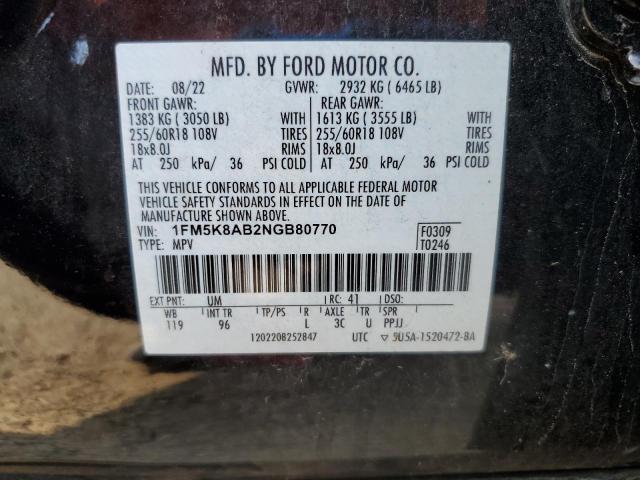 MFD. BY FORD MOTOR CO.
DATE: 08/22 GVWR: 2932 KG ( 6465 LB)
FRONT GAWR: REAR GAWR:
1383 KG ( 3050 LB) 1613 KG ( 3555 LB)
255/60R18 108V TIRES 255/60R18 108V TIRES
18x8.0J RIMS 18x8.0J RIMS
AT 250 kPa/ 36 PSI COLD AT 250 kPa/ 36 PSI COLD
THIS VEHICLE CONFORMS TO ALL APPLICABLE FEDERAL MOTOR
VEHICLE SAFETY STANDARDS IN EFFECT ON THE DATE OF
MANUFACTURE SHOWN ABOVE.
VIN: 1FM5K8AB2NGB80770 F0309
TYPE: MPV T0246
EXT PNT: UM RC: 41 DSO:
WB INT TR TP/PS R AXLE TR SPR
119 96 L 3C U PPJJ
1202208252847 UTC ▽ 5U5A-1520472-BA